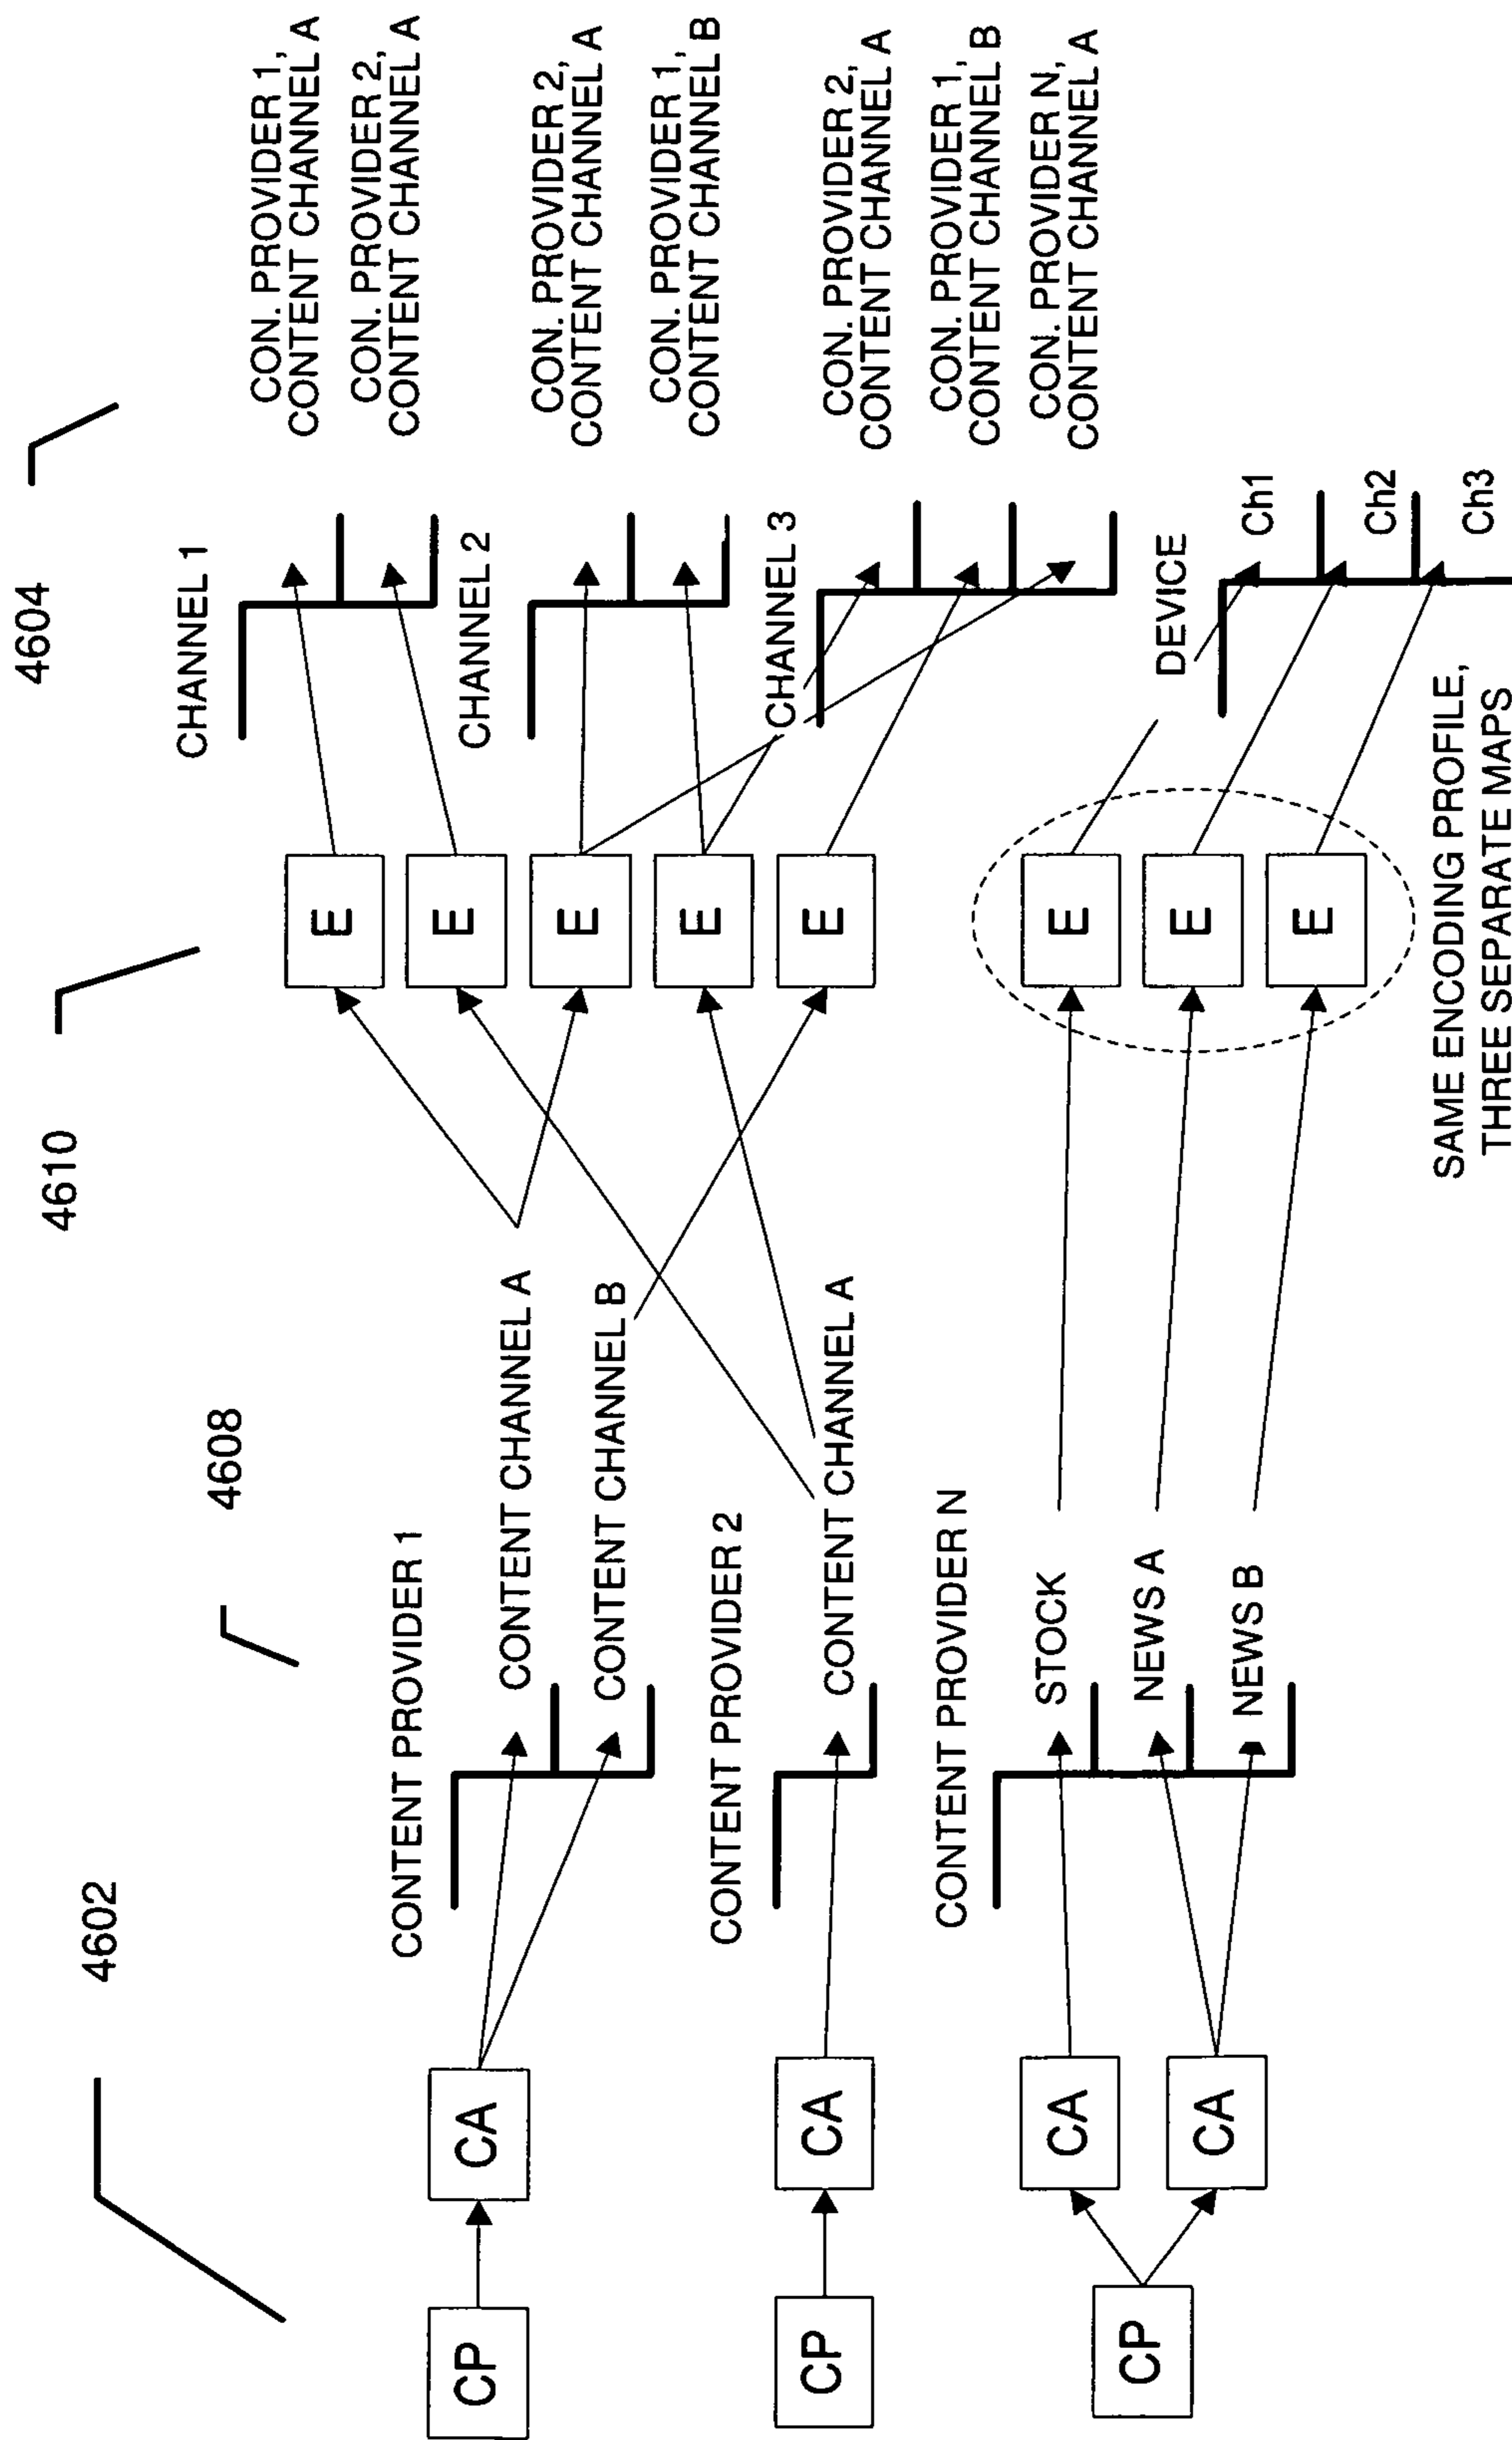 4602
4608
4610
4604
CP
CA
CP
CA
CP
CA
CA
CONTENT PROVIDER 1
CONTENT CHANNEL A
CONTENT CHANNEL B
CONTENT PROVIDER 2
CONTENT CHANNEL A
CONTENT PROVIDER N
STOCK
NEWS A
NEWS B
E
E
E
E
E
E
E
E
SAME ENCODING PROFILE,
THREE SEPARATE MAPS
CHANNEL 1
CON. PROVIDER 1,
CONTENT CHANNEL A
CON. PROVIDER 2,
CONTENT CHANNEL A
CHANNEL 2
CON. PROVIDER 2,
CONTENT CHANNEL A
CON. PROVIDER 1,
CONTENT CHANNEL B
CHANNEL 3
CON. PROVIDER 2,
CONTENT CHANNEL A
CON. PROVIDER 1,
CONTENT CHANNEL B
CON. PROVIDER N,
CONTENT CHANNEL A
DEVICE
Ch1
Ch2
Ch3